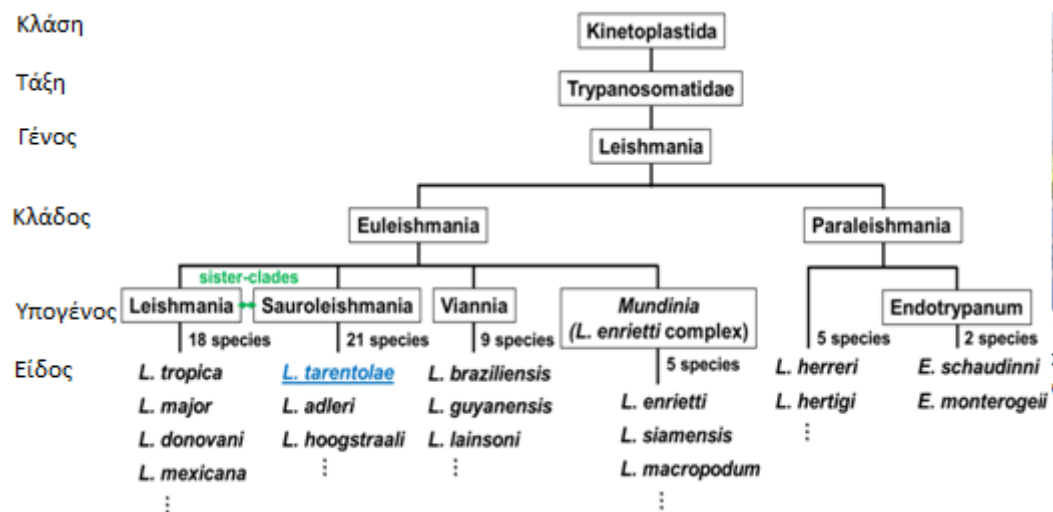 Κλάση
Kinetoplastida
Τάξη
Trypanosomatidae
Γένος
Leishmania
Κλάδος
Euleishmania
Paraleishmania
sister-clades
Υπογένος
Leishmania
Sauroleishmania
Viannia
Mundinia
(L. enrietti complex)
Endotrypanum
18 species
21 species
9 species
5 species
5 species
2 species
Είδος
L. tropica
L. major
L. donovani
L. mexicana
⋮
L. tarentolae
L. adleri
L. hoogstraali
⋮
L. braziliensis
L. guyanensis
L. lainsoni
⋮
L. enrietti
L. siamensis
L. macropodum
⋮
L. herreri
L. hertigi
⋮
E. schaudinni
E. monterogeii